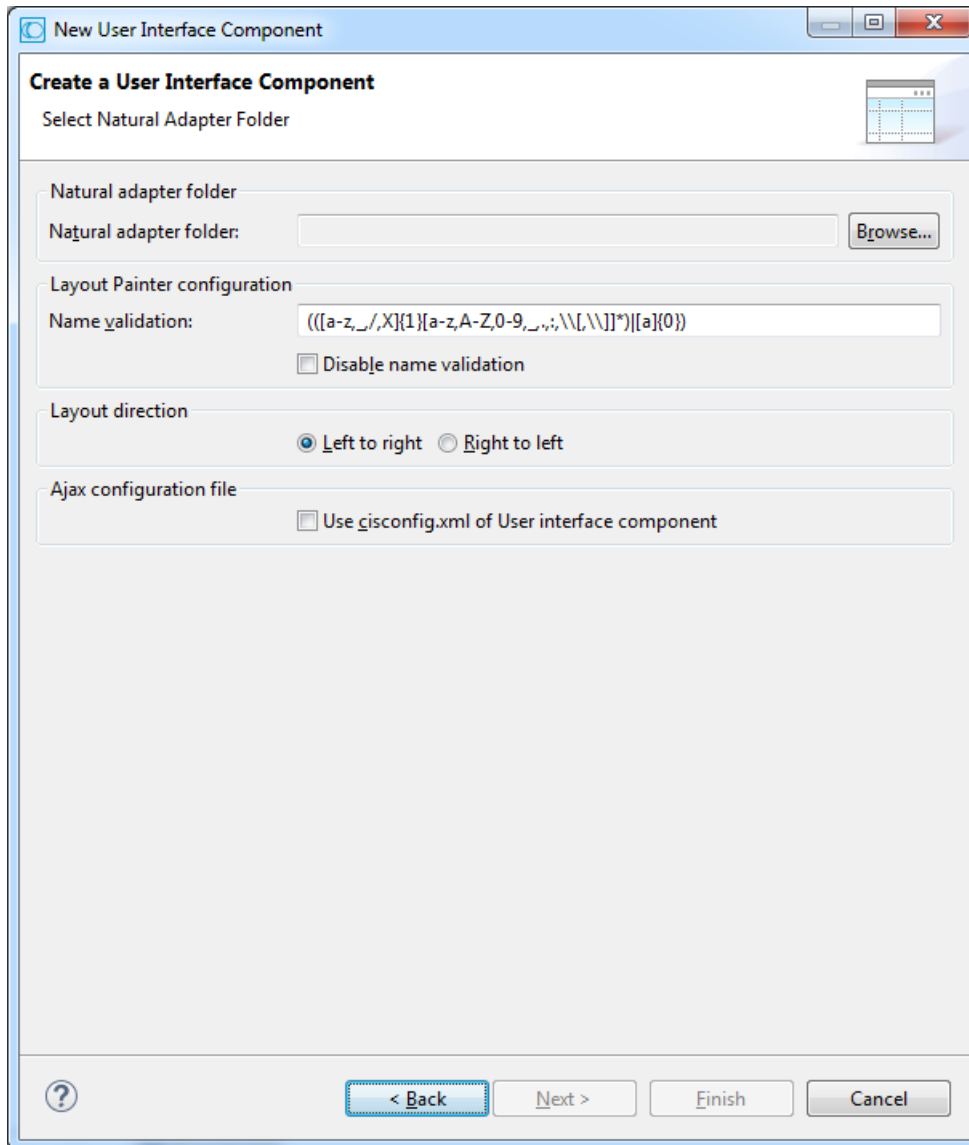 New User Interface Component
Create a User Interface Component
Select Natural Adapter Folder
Natural adapter folder
Natural adapter folder: Browse...
Layout Painter configuration
Name validation: (([a-z,_,/,X]{1}[a-z,A-Z,0-9,_,.,:,\\[,\\]]*)|[a]{0})
Disable name validation
Layout direction
Left to right Right to left
Ajax configuration file
Use cisconfig.xml of User interface component
? < Back Next > Finish Cancel